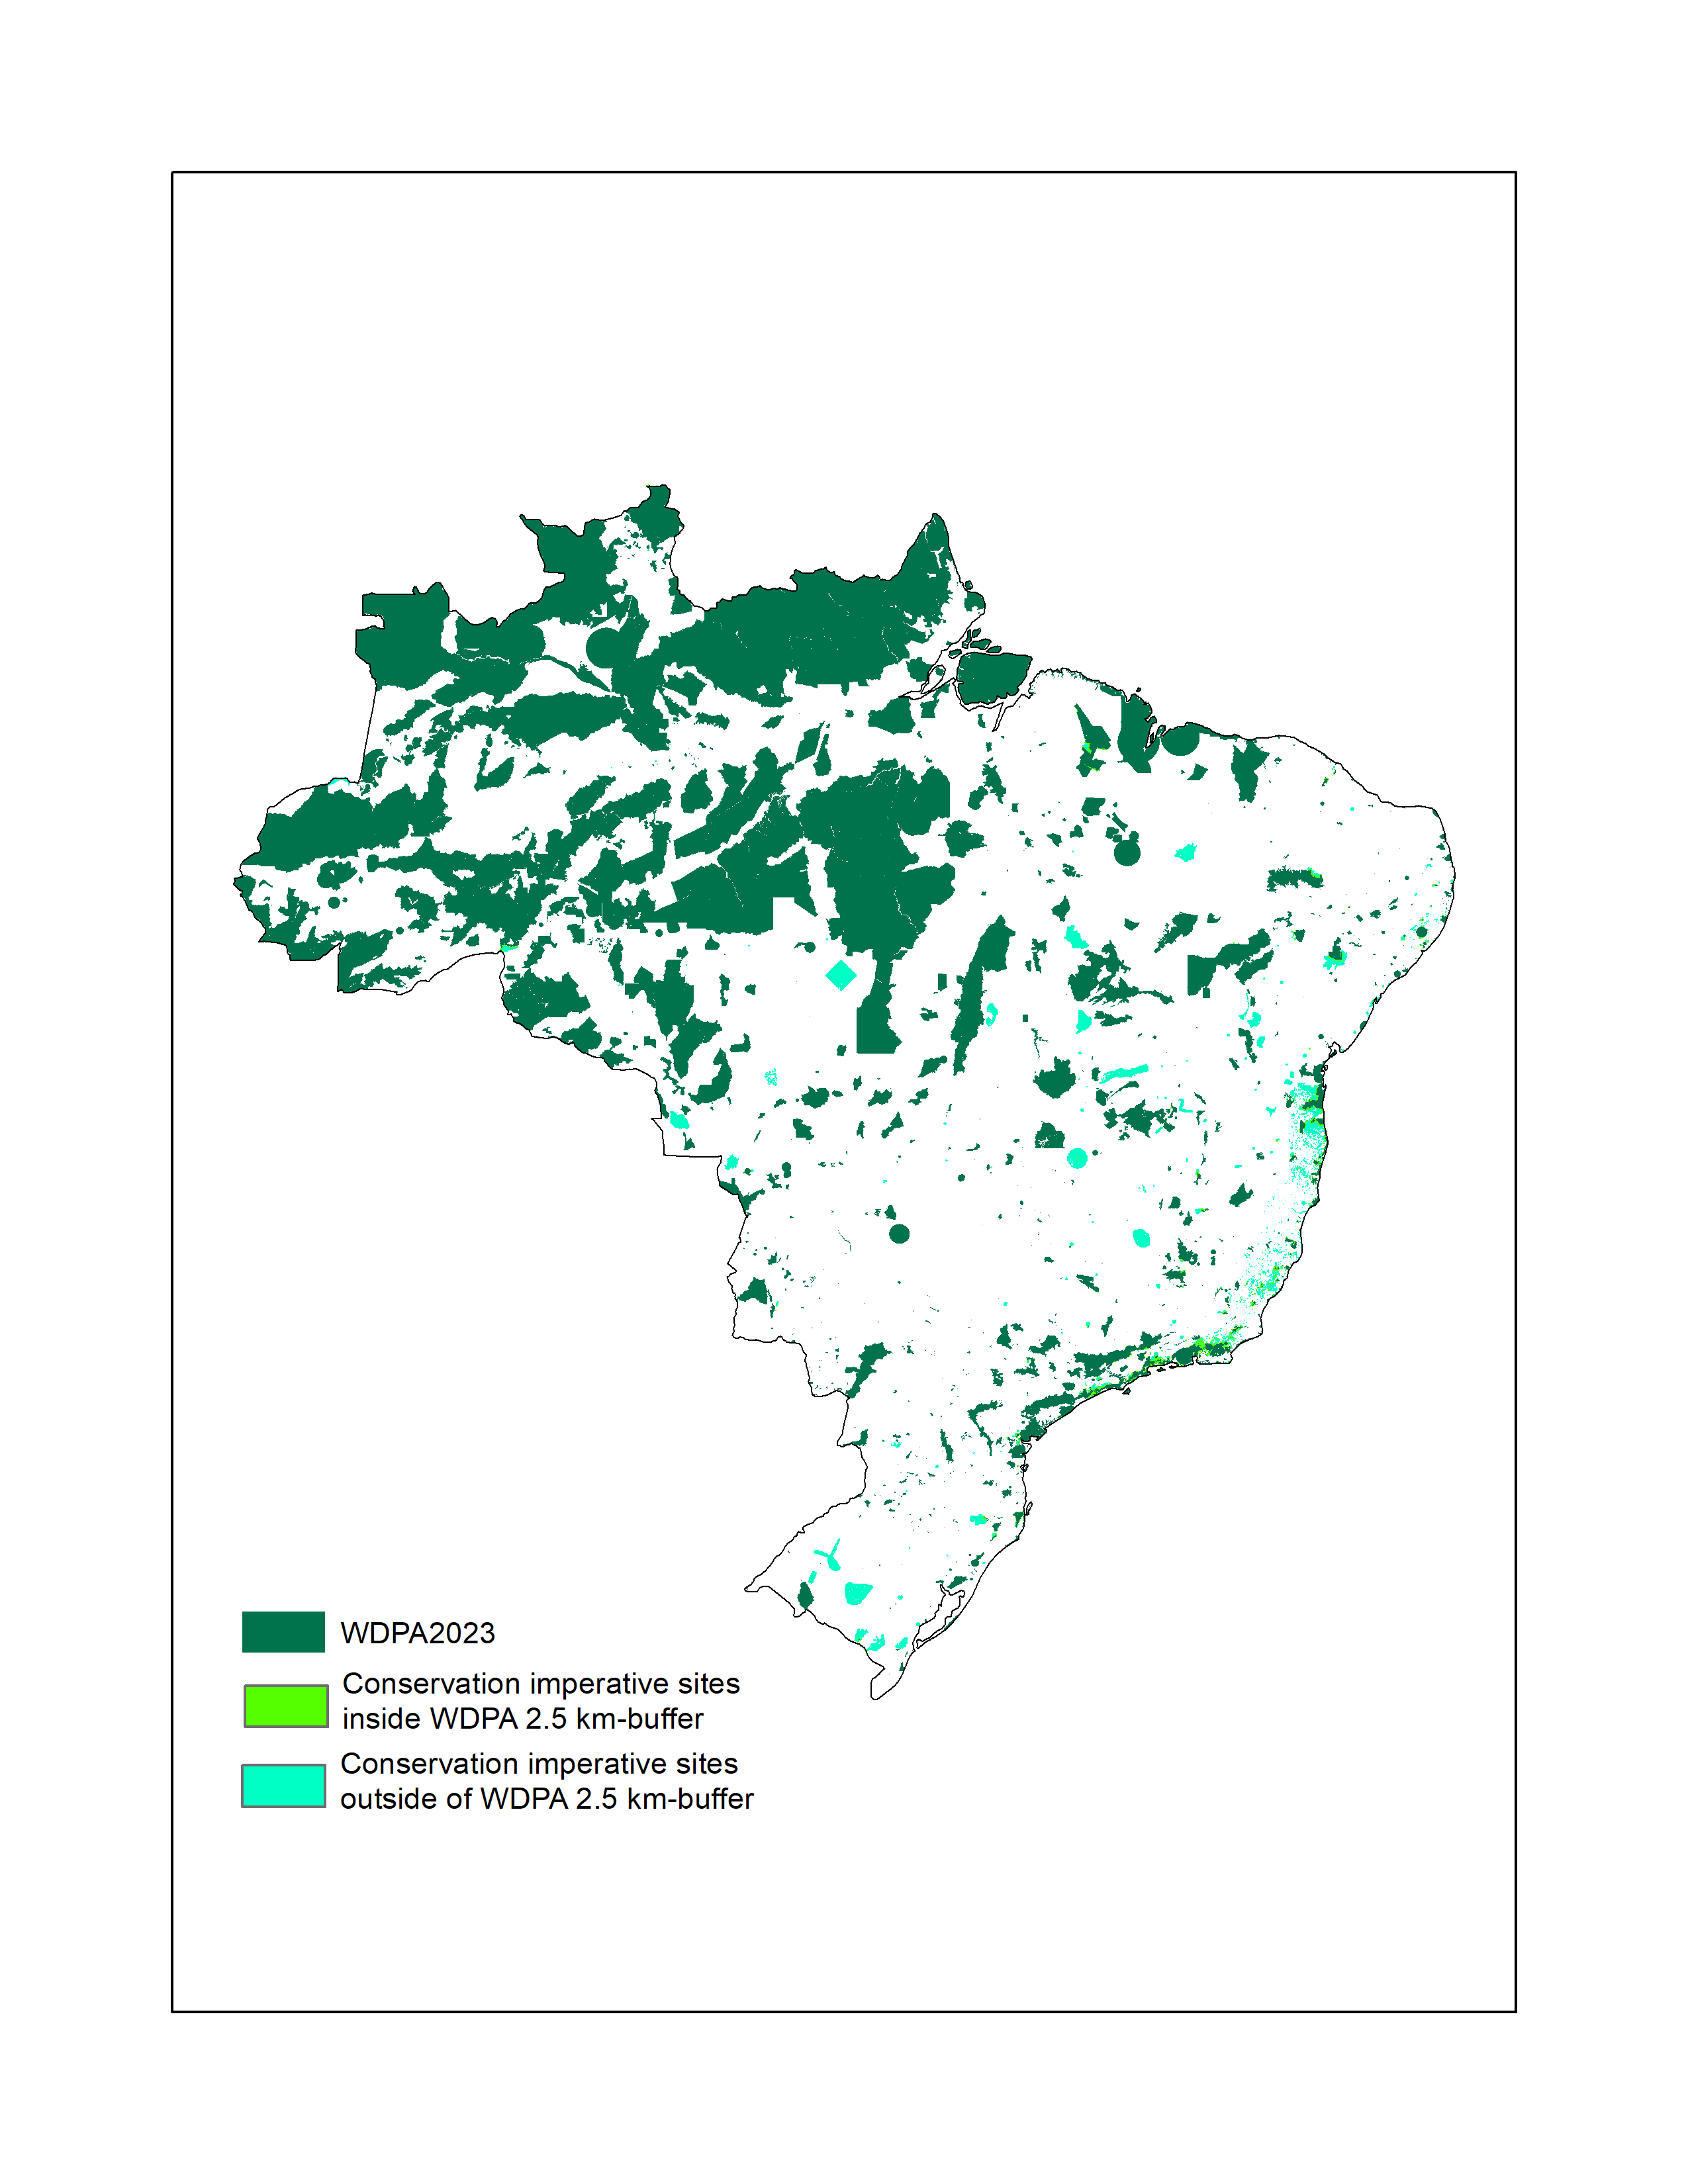 WDPA2023
Conservation imperative sites
inside WDPA 2.5 km-buffer
Conservation imperative sites
outside of WDPA 2.5 km-buffer